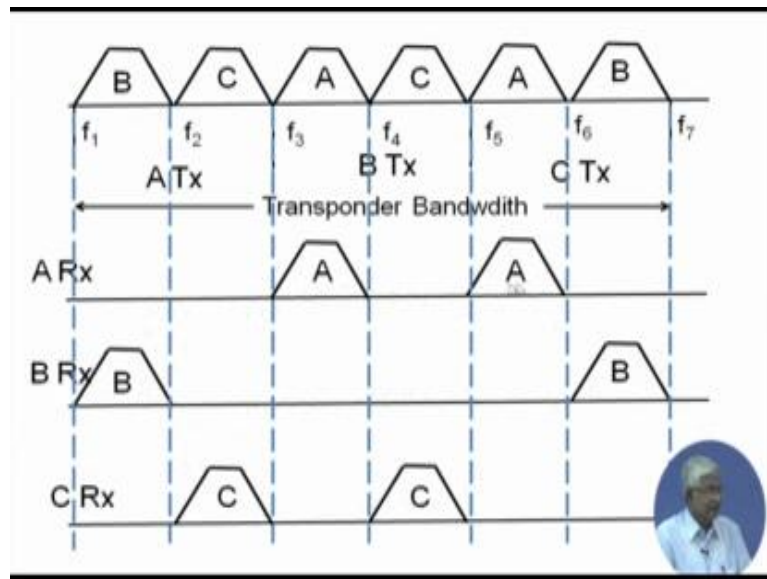 B C A C A B
f₁ f₂ f₃ f₄ f₅ f₆ f₇
A Tx B Tx C Tx
Transponder Bandwdith
A Rx A A
B Rx B B
C Rx C C